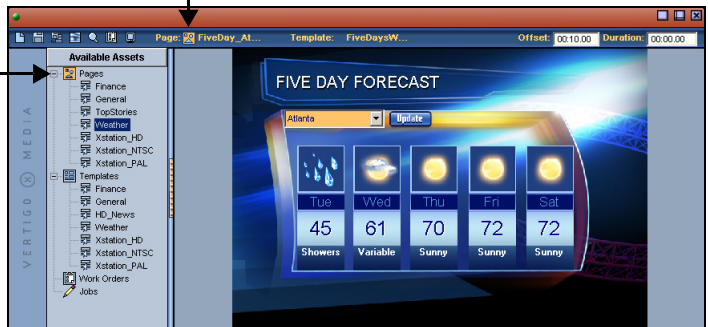 Page: FiveDay_At... Template: FiveDaysW... Offset: 00:10.00 Duration: 00:00.00
Available Assets
Pages
Finance
General
TopStories
Weather
Xstation_HD
Xstation_NTSC
Xstation_PAL
Templates
Finance
General
HD_News
Weather
Xstation_HD
Xstation_NTSC
Xstation_PAL
Work Orders
Jobs
VERTIGO X MEDIA
FIVE DAY FORECAST
Atlanta Update
Tue Wed Thu Fri Sat
45 61 70 72 72
Showers Variable Sunny Sunny Sunny